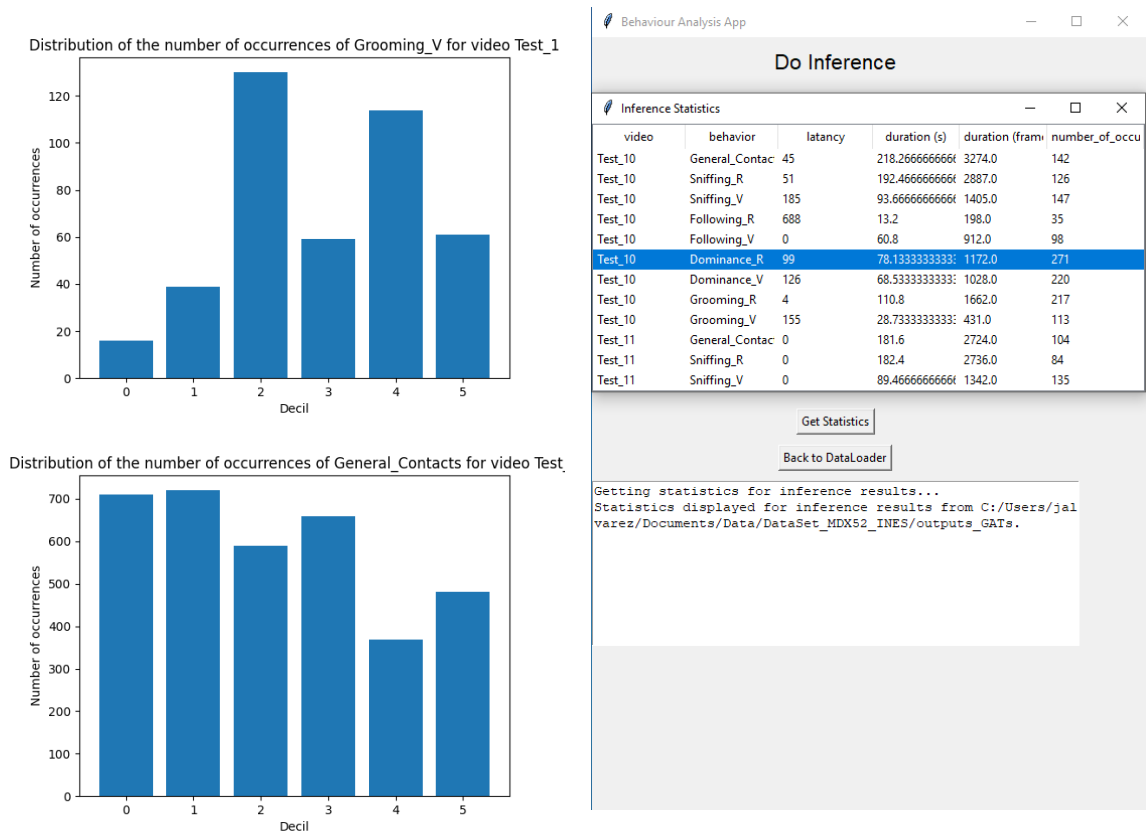 Distribution of the number of occurrences of Grooming_V for video Test_1
120
100
80
60
40
20
0
Number of occurrences
0 1 2 3 4 5
Decil
Distribution of the number of occurrences of General_Contacts for video Test_
700
600
500
400
300
200
100
0
Number of occurrences
0 1 2 3 4 5
Decil
Behaviour Analysis App
Do Inference
Inference Statistics
video behavior latancy duration (s) duration (fram number_of_occu
Test_10 General_Contac 45 218.266666666 3274.0 142
Test_10 Sniffing_R 51 192.466666666 2887.0 126
Test_10 Sniffing_V 185 93.6666666666 1405.0 147
Test_10 Following_R 688 13.2 198.0 35
Test_10 Following_V 0 60.8 912.0 98
Test_10 Dominance_R 99 78.1333333333 1172.0 271
Test_10 Dominance_V 126 68.5333333333 1028.0 220
Test_10 Grooming_R 4 110.8 1662.0 217
Test_10 Grooming_V 155 28.7333333333 431.0 113
Test_11 General_Contac 0 181.6 2724.0 104
Test_11 Sniffing_R 0 182.4 2736.0 84
Test_11 Sniffing_V 0 89.4666666666 1342.0 135
Get Statistics
Back to DataLoader
Getting statistics for inference results...
Statistics displayed for inference results from C:/Users/jal
varez/Documents/Data/DataSet_MDX52_INES/outputs_GATs.